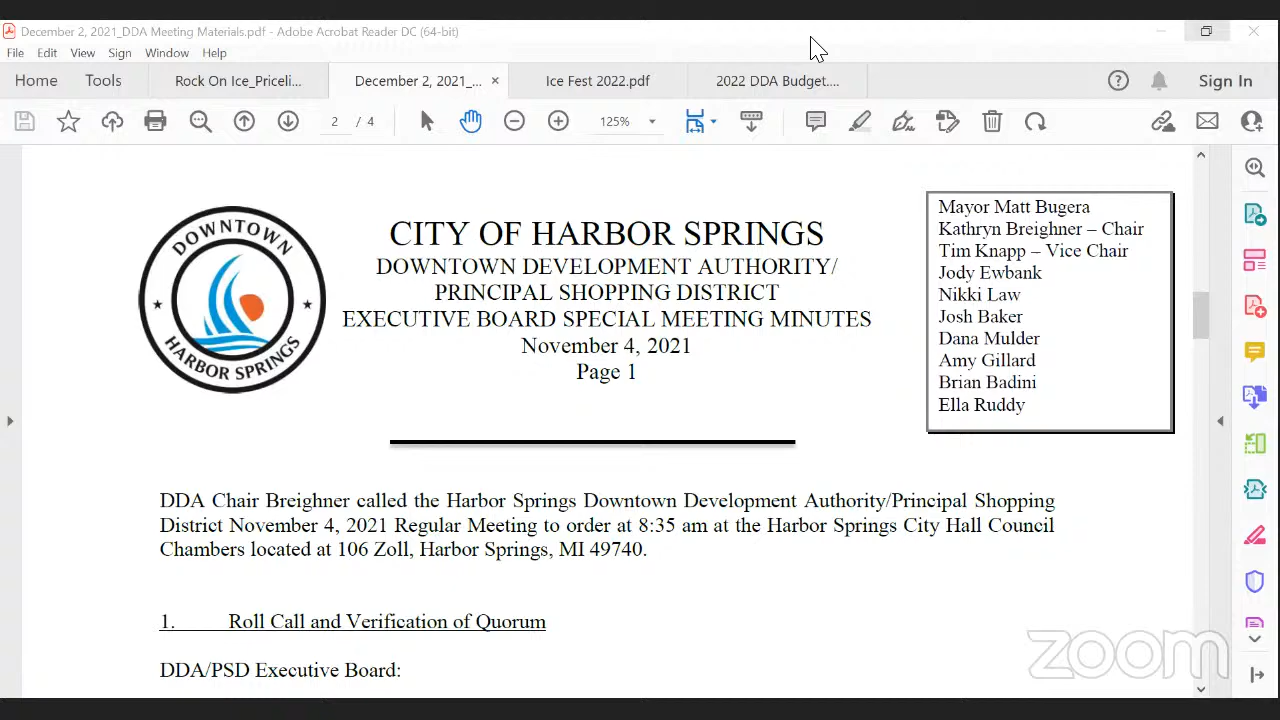 December 2, 2021_DDA Meeting Materials.pdf - Adobe Acrobat Reader DC (64-bit)
File Edit View Sign Window Help
Home Tools Rock On Ice_Priceli... December 2, 2021_... × Ice Fest 2022.pdf 2022 DDA Budget.... Sign In
2 / 4 125%
DOWNTOWN
HARBOR SPRINGS
CITY OF HARBOR SPRINGS
DOWNTOWN DEVELOPMENT AUTHORITY/
PRINCIPAL SHOPPING DISTRICT
EXECUTIVE BOARD SPECIAL MEETING MINUTES
November 4, 2021
Page 1
Mayor Matt Bugera
Kathryn Breighner – Chair
Tim Knapp – Vice Chair
Jody Ewbank
Nikki Law
Josh Baker
Dana Mulder
Amy Gillard
Brian Badini
Ella Ruddy
DDA Chair Breighner called the Harbor Springs Downtown Development Authority/Principal Shopping
District November 4, 2021 Regular Meeting to order at 8:35 am at the Harbor Springs City Hall Council
Chambers located at 106 Zoll, Harbor Springs, MI 49740.
1. Roll Call and Verification of Quorum
DDA/PSD Executive Board:
zoom